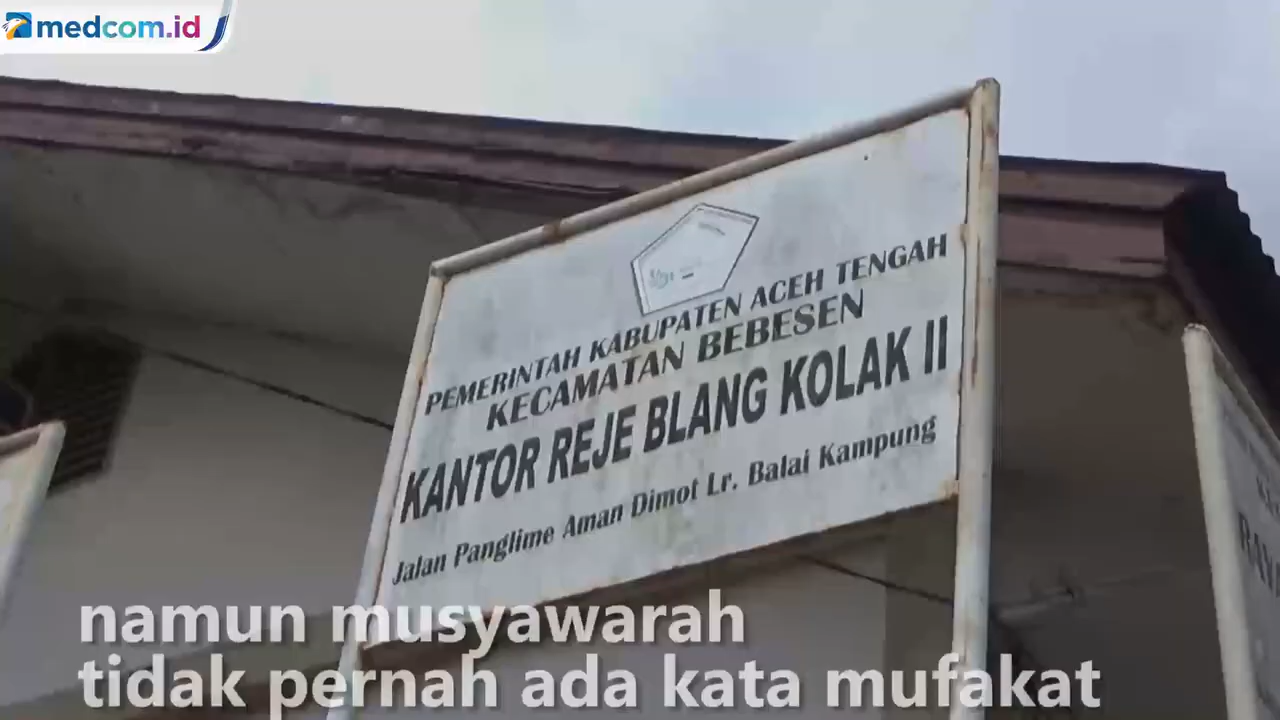 medcom.id
PEMERINTAH KABUPATEN ACEH TENGAH
KECAMATAN BEBESEN
KANTOR REJE BLANG KOLAK II
Jalan Panglime Aman Dimot Lr. Balai Kampung
namun musyawarah
tidak pernah ada kata mufakat